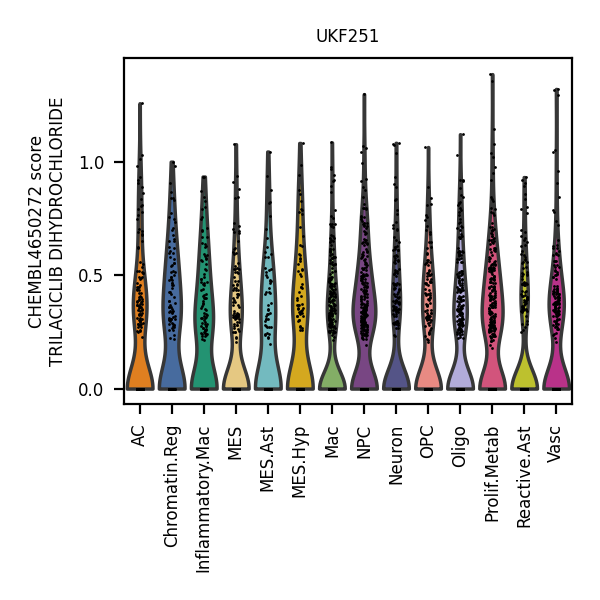 UKF251
CHEMBL4650272 score
TRILACICLIB DIHYDROCHLORIDE
1.0
0.5
0.0
AC
Chromatin.Reg
Inflammatory.Mac
MES
MES.Ast
MES.Hyp
Mac
NPC
Neuron
OPC
Oligo
Prolif.Metab
Reactive.Ast
Vasc